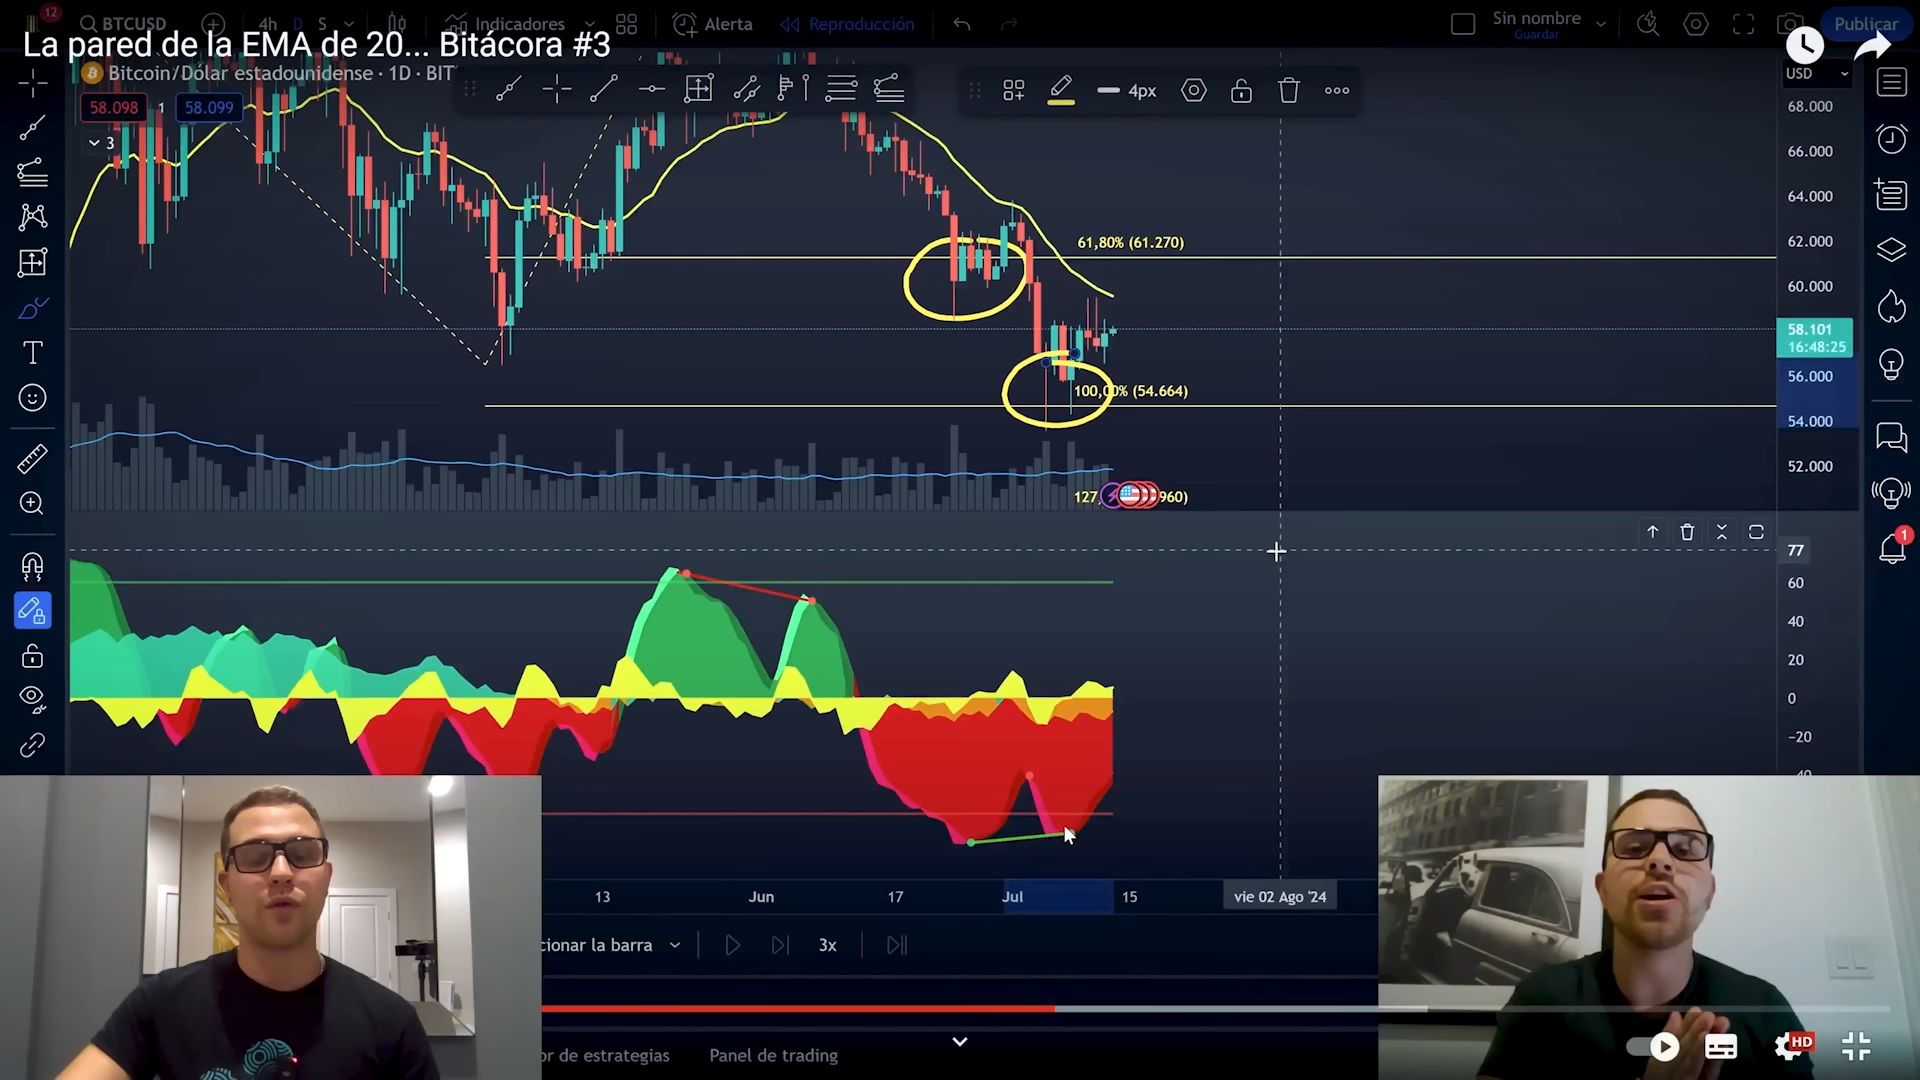 12
BTCUSD
4h
D
S
Indicadores
Alerta
Reproducción
Sin nombre
Guardar
Publicar
La pared de la EMA de 20... Bitácora #3
Bitcoin/Dólar estadounidense · 1D · BIT
USD
58.098
1
58.099
4px
3
68.000
66.000
64.000
62.000
60.000
58.101
16:48:25
56.000
54.000
52.000
61,80% (61.270)
100,00% (54.664)
127,
960)
1
77
60
40
20
0
−20
13
Jun
17
Jul
15
vie 02 Ago '24
cionar la barra
3x
or de estrategias
Panel de trading
HD